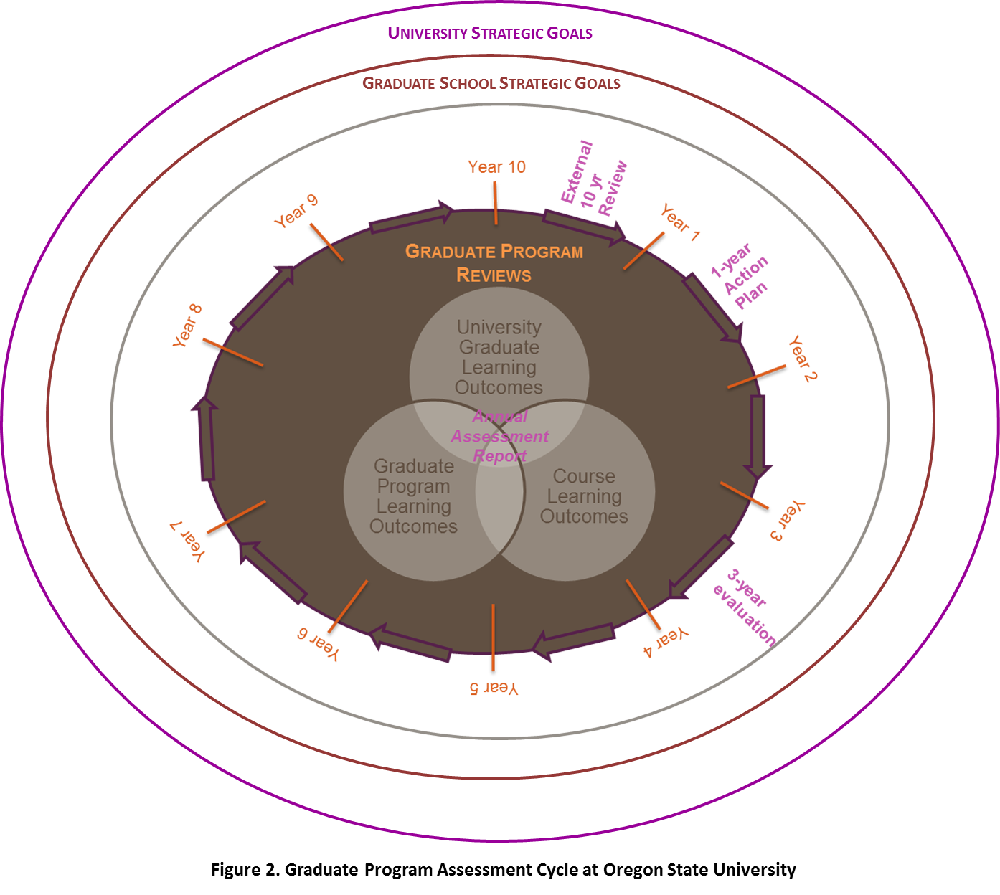 UNIVERSITY STRATEGIC GOALS
GRADUATE SCHOOL STRATEGIC GOALS
Year 10
External
10 yr
Review
Year 1
1-year
Action
Plan
Year 2
Year 3
3-year
evaluation
Year 4
Year 5
Year 6
Year 7
Year 8
Year 9
GRADUATE PROGRAM
REVIEWS
University
Graduate
Learning
Outcomes
Annual
Assessment
Report
Graduate
Program
Learning
Outcomes
Course
Learning
Outcomes
Figure 2. Graduate Program Assessment Cycle at Oregon State University